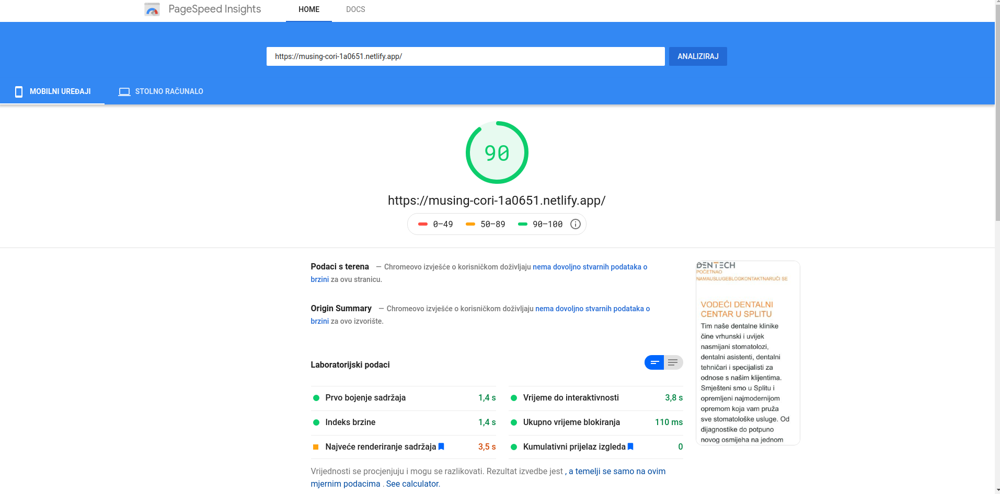 PageSpeed Insights
HOME
DOCS
https://musing-cori-1a0651.netlify.app/
ANALIZIRAJ
MOBILNI UREĐAJI
STOLNO RAČUNALO
90
https://musing-cori-1a0651.netlify.app/
0–49
50–89
90–100
Podaci s terena — Chromeovo izvješće o korisničkom doživljaju nema dovoljno stvarnih podataka o
brzini za ovu stranicu.
Origin Summary — Chromeovo izvješće o korisničkom doživljaju nema dovoljno stvarnih podataka o
brzini za ovo izvorište.
Laboratorijski podaci
Prvo bojenje sadržaja 1,4 s
Vrijeme do interaktivnosti 3,8 s
Indeks brzine 1,4 s
Ukupno vrijeme blokiranja 110 ms
Najveće renderiranje sadržaja 3,5 s
Kumulativni prijelaz izgleda 0
Vrijednosti se procjenjuju i mogu se razlikovati. Rezultat izvedbe jest , a temelji se samo na ovim
mjernim podacima . See calculator.
DENTECH
POČETNAO
NAMAUSLUGEBLOGKONTAKTNARUČI SE
VODEĆI DENTALNI
CENTAR U SPLITU
Tim naše dentalne klinike
čine vrhunski i uvijek
nasmijani stomatolozi,
dentalni asistenti, dentalni
tehničari i specijalisti za
odnose s našim klijentima.
Smješteni smo u Splitu i
opremljeni najmodernijom
opremom koja vam pruža
sve stomatološke usluge. Od
dijagnostike do potpuno
novog osmijeha na jednom